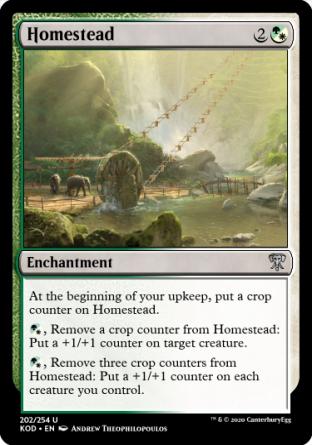 Homestead 2
Enchantment
At the beginning of your upkeep, put a crop
counter on Homestead.
, Remove a crop counter from Homestead:
Put a +1/+1 counter on target creature.
, Remove three crop counters from
Homestead: Put a +1/+1 counter on each
creature you control.
202/254 U
KOD • EN Andrew Theophilopoulos
™ & © 2020 CanterburyEgg